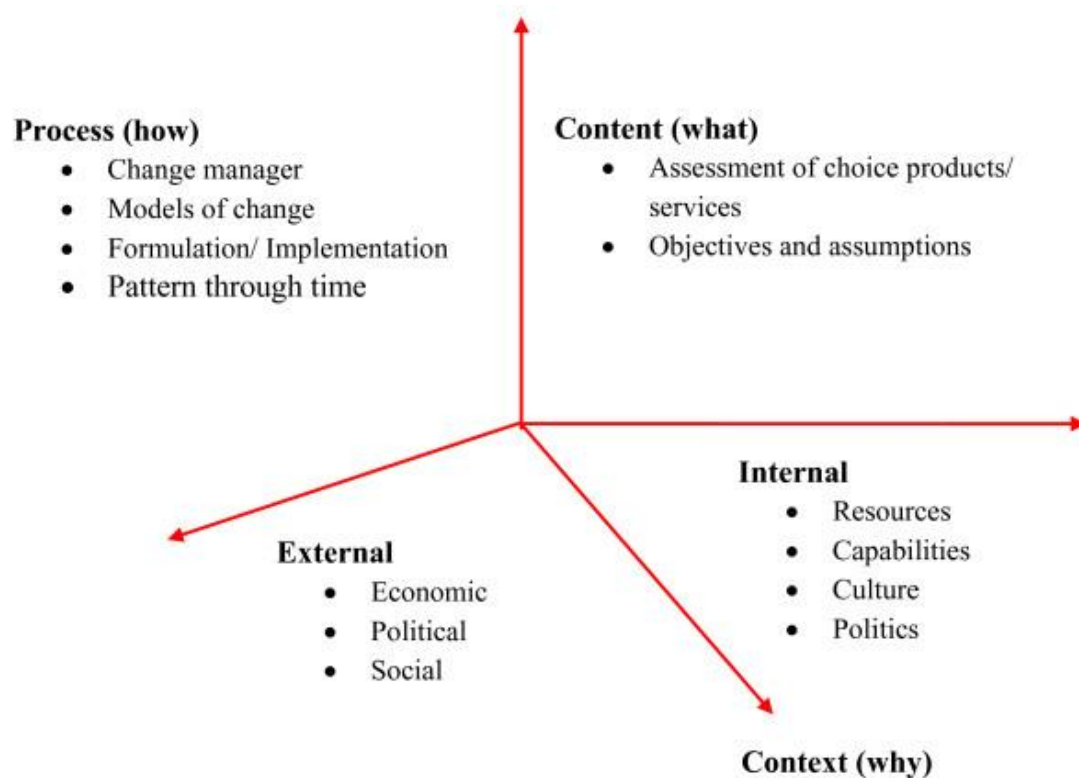 Process (how)
• Change manager
• Models of change
• Formulation/ Implementation
• Pattern through time
Content (what)
• Assessment of choice products/
services
• Objectives and assumptions
External
• Economic
• Political
• Social
Internal
• Resources
• Capabilities
• Culture
• Politics
Context (why)